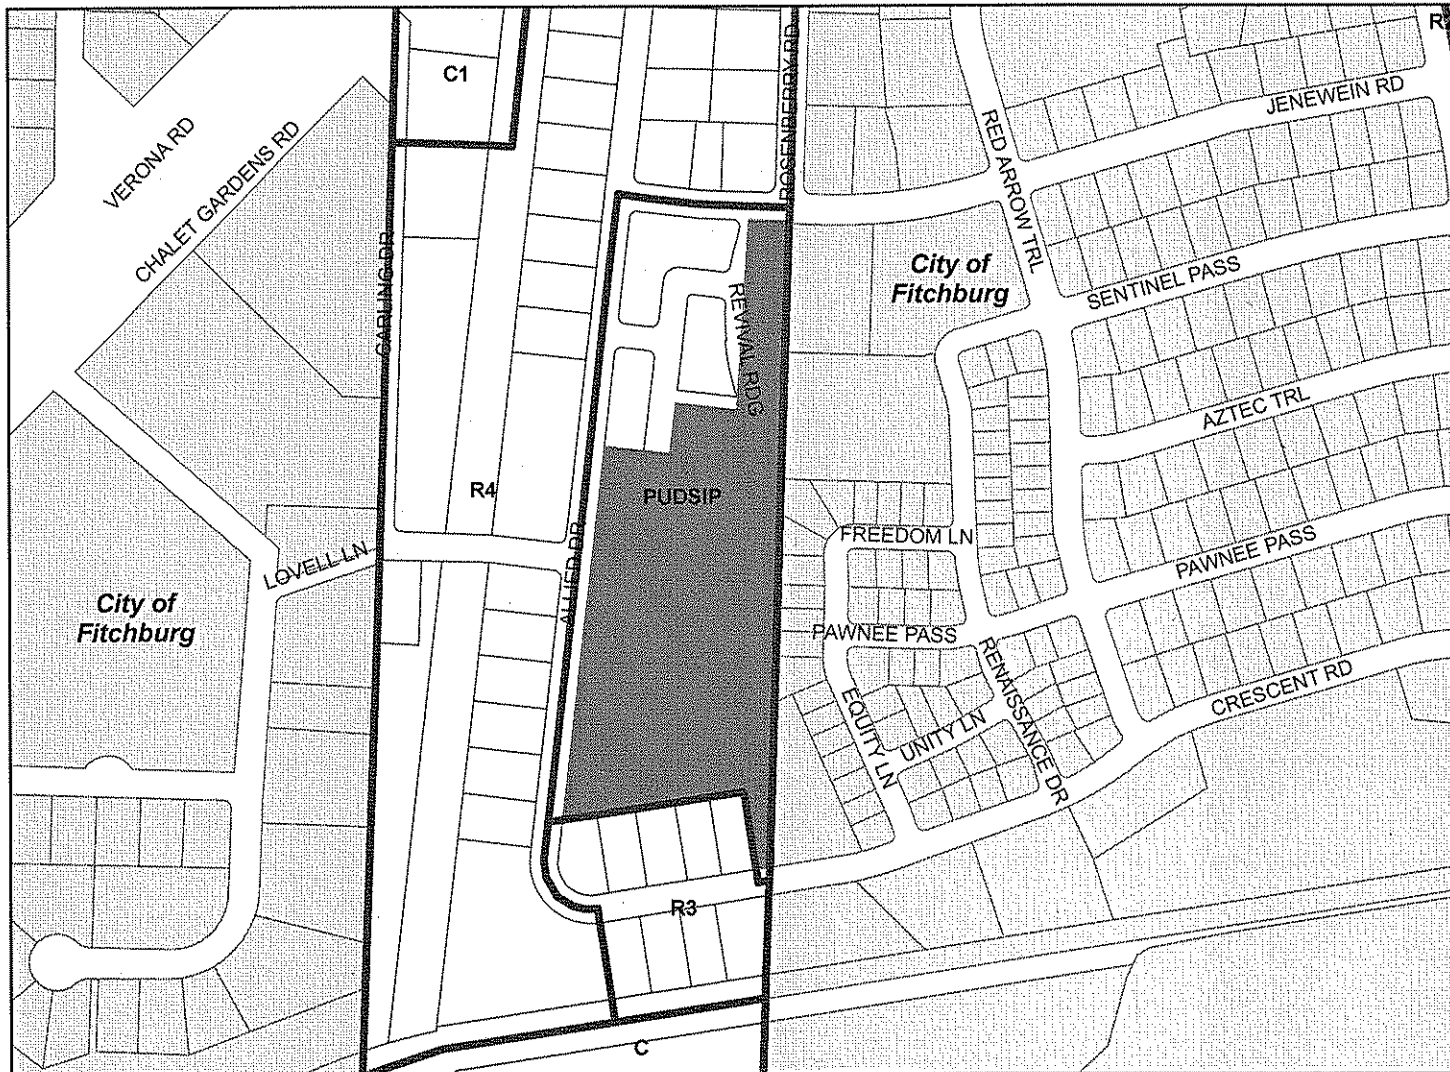 C1
R
ROSENBERRY RD
JENEWEIN RD
VERONA RD
CHALET GARDENS RD
RED ARROW TRL
CARLING DR
City of
Fitchburg
SENTINEL PASS
REVIVAL RDG
AZTEC TRL
R4
PUDSIP
FREEDOM LN
PAWNEE PASS
LOVELL LN
ALLIED DR
City of
Fitchburg
PAWNEE PASS
RENAISSANCE DR
EQUITY LN
UNITY LN
CRESCENT RD
R3
C